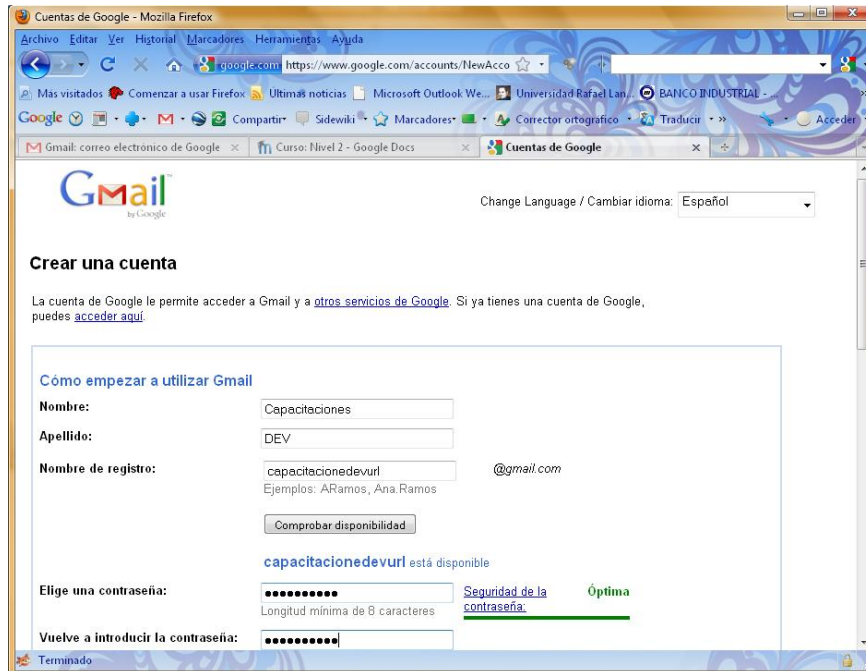 Cuentas de Google - Mozilla Firefox
Archivo Editar Ver Historial Marcadores Herramientas Ayuda
google.com https://www.google.com/accounts/NewAcco
Más visitados Comenzar a usar Firefox Últimas noticias Microsoft Outlook We... Universidad Rafael Lan... BANCO INDUSTRIAL - ...
Google Compartir Sidewiki Marcadores Corrector ortográfico Traducir » Acceder
Gmail: correo electrónico de Google Curso: Nivel 2 - Google Docs Cuentas de Google
Gmail
by Google
Change Language / Cambiar idioma: Español
Crear una cuenta
La cuenta de Google le permite acceder a Gmail y a otros servicios de Google. Si ya tienes una cuenta de Google,
puedes acceder aquí.
Cómo empezar a utilizar Gmail
Nombre: Capacitaciones
Apellido: DEV
Nombre de registro: capacitacionedevurl @gmail.com
Ejemplos: ARamos, Ana.Ramos
Comprobar disponibilidad
capacitacionedevurl está disponible
Elige una contraseña: Seguridad de la Óptima
Longitud mínima de 8 caracteres contraseña:
Vuelve a introducir la contraseña:
Terminado